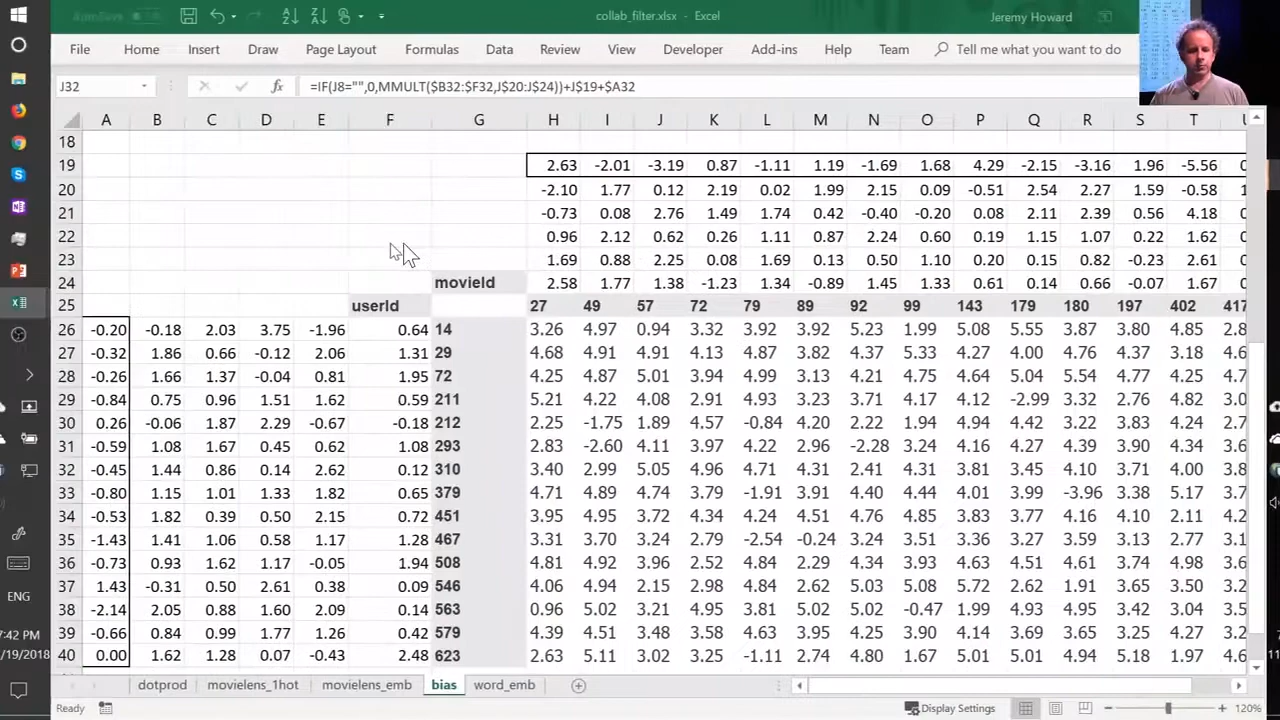 AutoSave
collab_filter.xlsx - Excel
Jeremy Howard
File Home Insert Draw Page Layout Formulas Data Review View Developer Add-ins Help Team Tell me what you want to do
J32 fx =IF(J8="",0,MMULT($B32:$F32,J$20:J$24))+J$19+$A32
A B C D E F G H I J K L M N O P Q R S T U
18
19 2.63 -2.01 -3.19 0.87 -1.11 1.19 -1.69 1.68 4.29 -2.15 -3.16 1.96 -5.56 0
20 -2.10 1.77 0.12 2.19 0.02 1.99 2.15 0.09 -0.51 2.54 2.27 1.59 -0.58 1
21 -0.73 0.08 2.76 1.49 1.74 0.42 -0.40 -0.20 0.08 2.11 2.39 0.56 4.18 0
22 0.96 2.12 0.62 0.26 1.11 0.87 2.24 0.60 0.19 1.15 1.07 0.22 1.62 0
23 1.69 0.88 2.25 0.08 1.69 0.13 0.50 1.10 0.20 0.15 0.82 -0.23 2.61 0
24 movieId 2.58 1.77 1.38 -1.23 1.34 -0.89 1.45 1.33 0.61 0.14 0.66 -0.07 1.67 0
25 userId 27 49 57 72 79 89 92 99 143 179 180 197 402 417
26 -0.20 -0.18 2.03 3.75 -1.96 0.64 14 3.26 4.97 0.94 3.32 3.92 3.92 5.23 1.99 5.08 5.55 3.87 3.80 4.85 2.8
27 -0.32 1.86 0.66 -0.12 2.06 1.31 29 4.68 4.91 4.91 4.13 4.87 3.82 4.37 5.33 4.27 4.00 4.76 4.37 3.18 4.6
28 -0.26 1.66 1.37 -0.04 0.81 1.95 72 4.25 4.87 5.01 3.94 4.99 3.13 4.21 4.75 4.64 5.04 5.54 4.77 4.25 4.7
29 -0.84 0.75 0.96 1.51 1.62 0.59 211 5.21 4.22 4.08 2.91 4.93 3.23 3.71 4.17 4.12 -2.99 3.32 2.76 4.82 3.0
30 0.26 -0.06 1.87 2.29 -0.67 -0.18 212 2.25 -1.75 1.89 4.57 -0.84 4.20 2.22 1.94 4.94 4.42 3.22 3.83 4.24 2.7
31 -0.59 1.08 1.67 0.45 0.62 1.08 293 2.83 -2.60 4.11 3.97 4.22 2.96 -2.28 3.24 4.16 4.27 4.39 3.90 4.34 3.6
32 -0.45 1.44 0.86 0.14 2.62 0.12 310 3.40 2.99 5.05 4.96 4.71 4.31 2.41 4.31 3.81 3.45 4.10 3.71 4.00 3.8
33 -0.80 1.15 1.01 1.33 1.82 0.65 379 4.71 4.89 4.74 3.79 -1.91 3.91 4.40 4.44 4.01 3.99 -3.96 3.38 5.17 3.7
34 -0.53 1.82 0.39 0.50 2.15 0.72 451 3.95 4.95 3.72 4.34 4.24 4.51 4.76 4.85 3.83 3.77 4.16 4.10 2.11 4.2
35 -1.43 1.41 1.06 0.58 1.17 1.28 467 3.31 3.70 3.24 2.79 -2.54 -0.24 3.24 3.51 3.36 3.27 3.59 3.13 2.77 3.1
36 -0.73 0.93 1.62 1.17 -0.05 1.94 508 4.81 4.92 3.96 2.52 4.84 2.29 4.34 3.93 4.63 4.51 4.61 3.74 4.98 4.6
37 1.43 -0.31 0.50 2.61 0.38 0.09 546 4.06 4.94 2.15 2.98 4.84 2.62 5.03 5.08 5.72 2.62 1.91 3.65 3.50 3.2
38 -2.14 2.05 0.88 1.60 2.09 0.14 563 0.96 5.02 3.21 4.95 3.81 5.02 5.02 -0.47 1.99 4.93 4.95 3.42 3.04 3.5
39 -0.66 0.84 0.99 1.77 1.26 0.42 579 4.39 4.51 3.48 3.58 4.63 3.95 4.25 3.90 4.14 3.69 3.65 3.25 4.27 3.2
40 0.00 1.62 1.28 0.07 -0.43 2.48 623 2.63 5.11 3.02 3.25 -1.11 2.74 4.80 1.67 5.01 5.01 4.94 5.18 1.97 4.6
ENG
7:42 PM
/19/2018
dotprod movielens_1hot movielens_emb bias word_emb
Ready Display Settings 120%